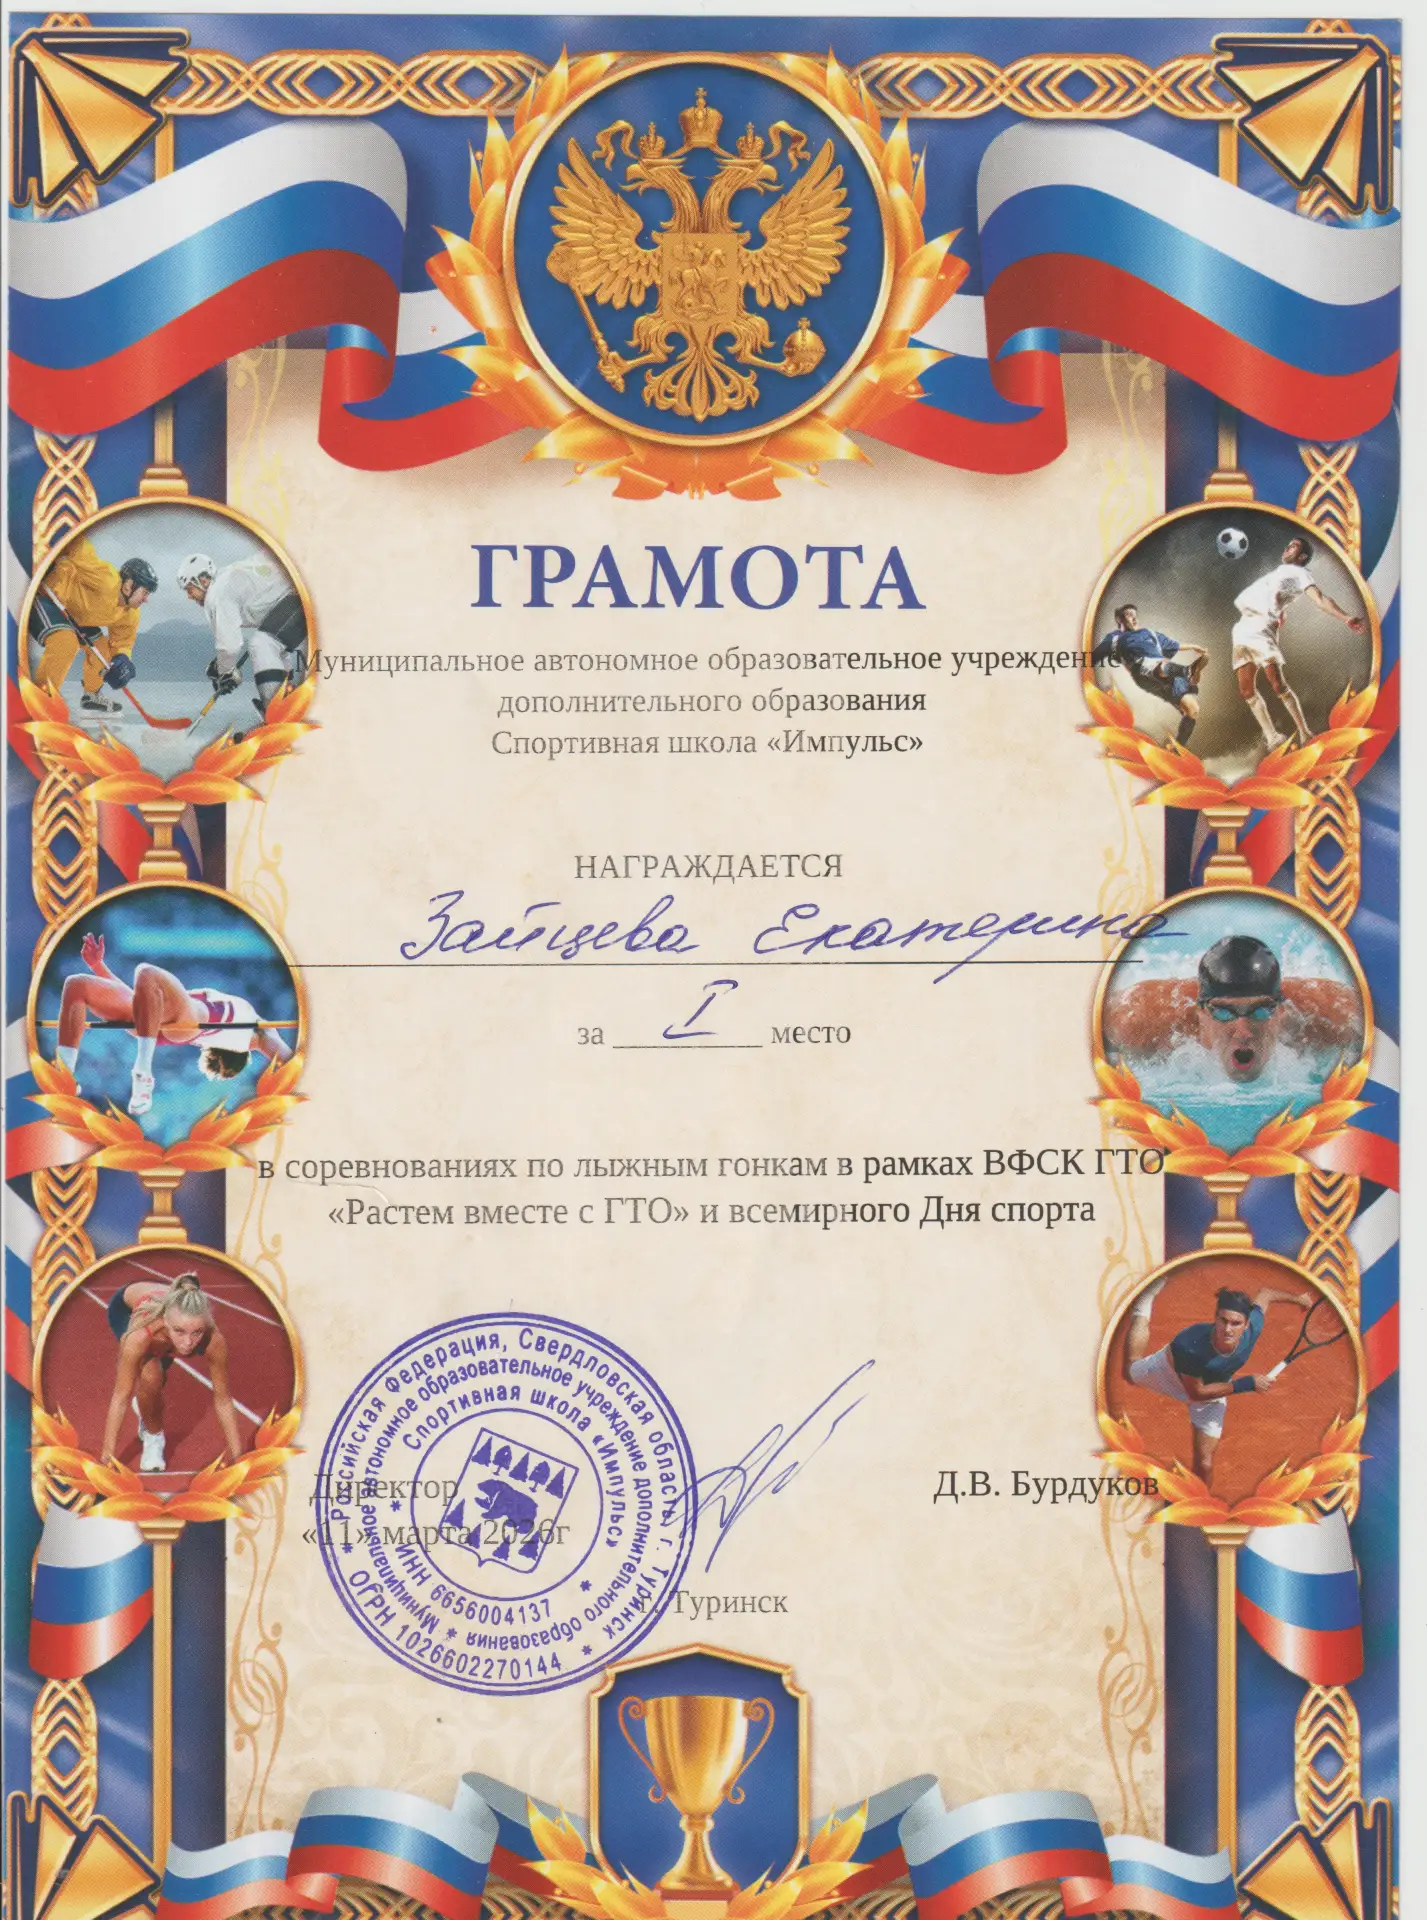 ГРАМОТА
Муниципальное автономное образовательное учреждение
дополнительного образования
Спортивная школа «Импульс»
НАГРАЖДАЕТСЯ
Зайцева Екатерина
за I место
в соревнованиях по лыжным гонкам в рамках ВФСК ГТО
«Растем вместе с ГТО» и всемирного Дня спорта
Директор Д.В. Бурдуков
«11» марта 2026г
г. Туринск
* Российская Федерация, Свердловская область, г. Туринск *
ОГРН 1026602270144
* Муниципальное автономное образовательное учреждение дополнительного образования
* Спортивная школа «Импульс» *
ИНН 6656004137